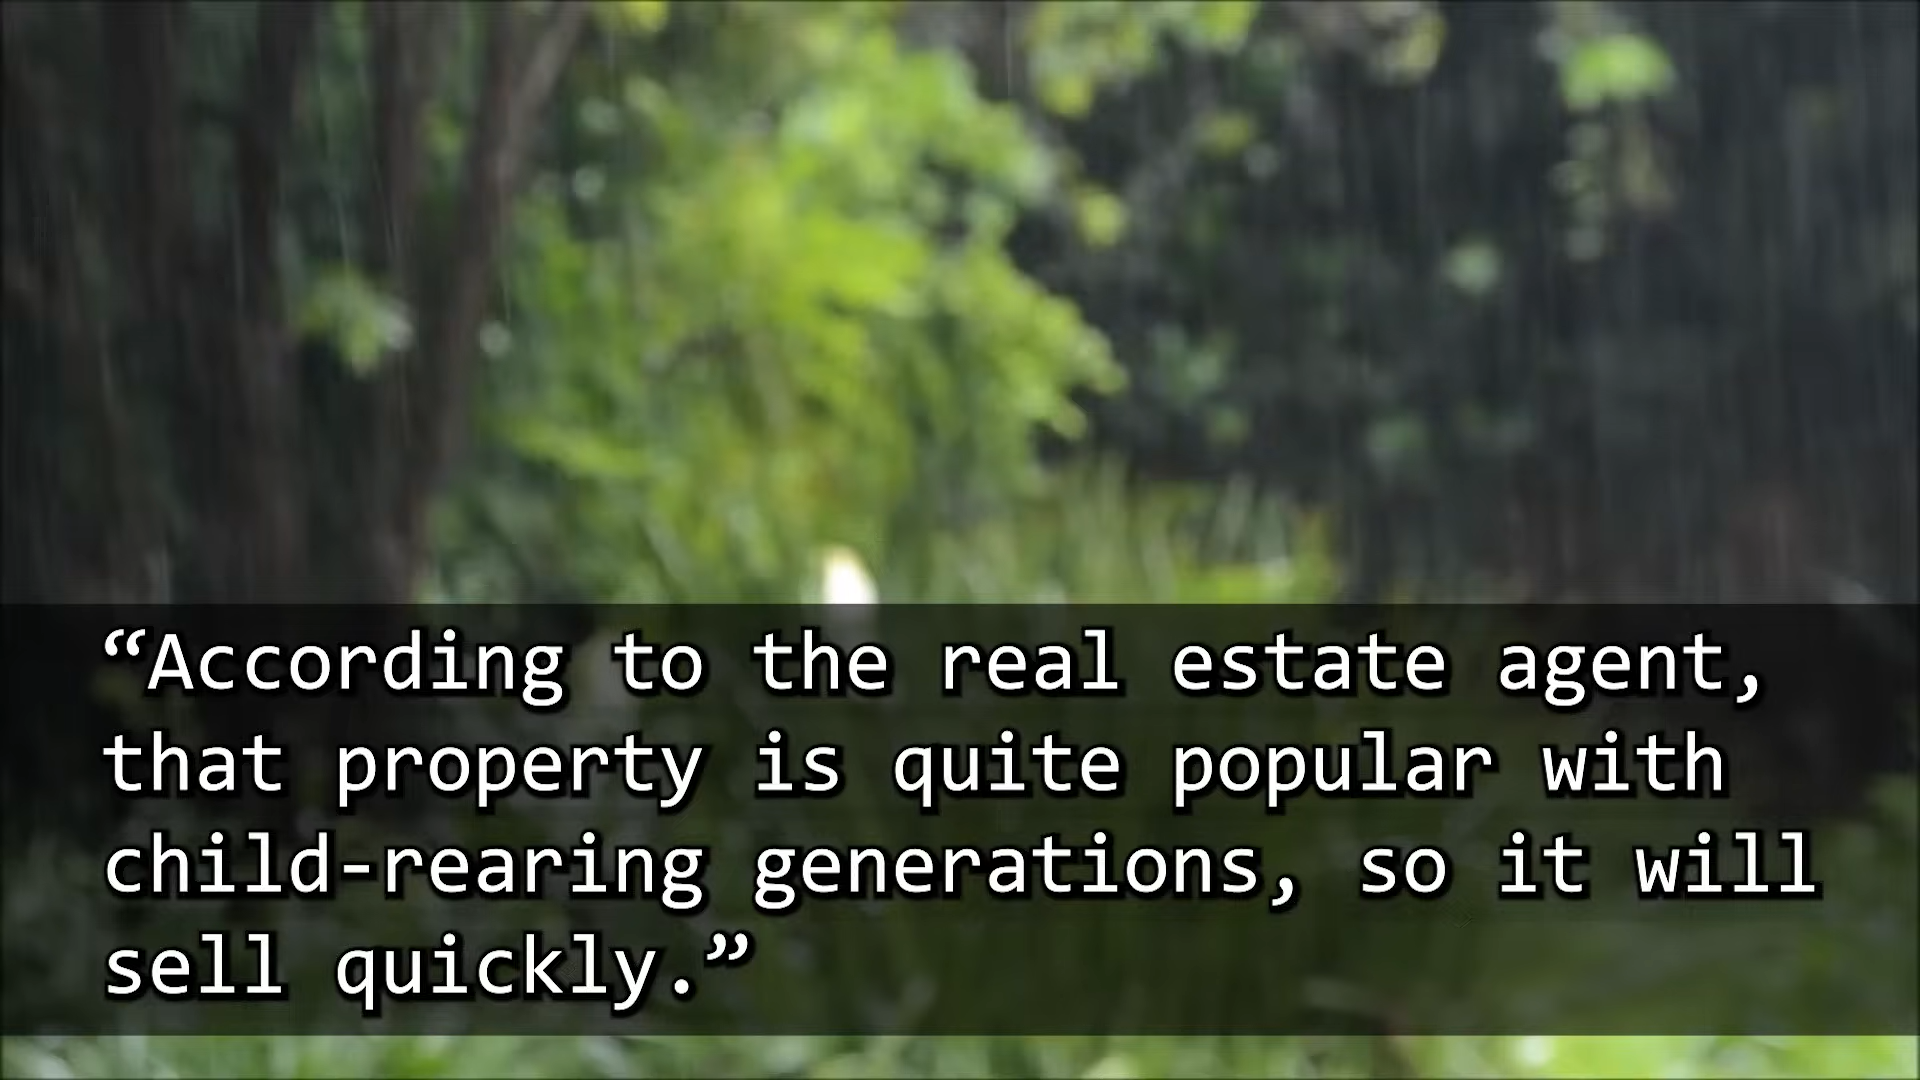 “According to the real estate agent,
that property is quite popular with
child-rearing generations, so it will
sell quickly.”